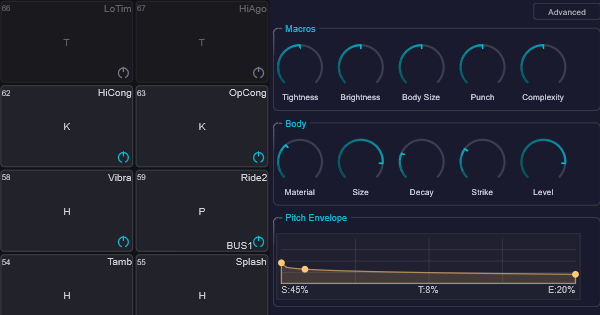 66 LoTim 67 HiAgo
T T
62 HiCong 63 OpCong
K K
58 Vibra 59 Ride2
H P
BUS1
54 Tamb 55 Splash
H H
Advanced
Macros
Tightness Brightness Body Size Punch Complexity
Body
Material Size Decay Strike Level
Pitch Envelope
S:45% T:8% E:20%